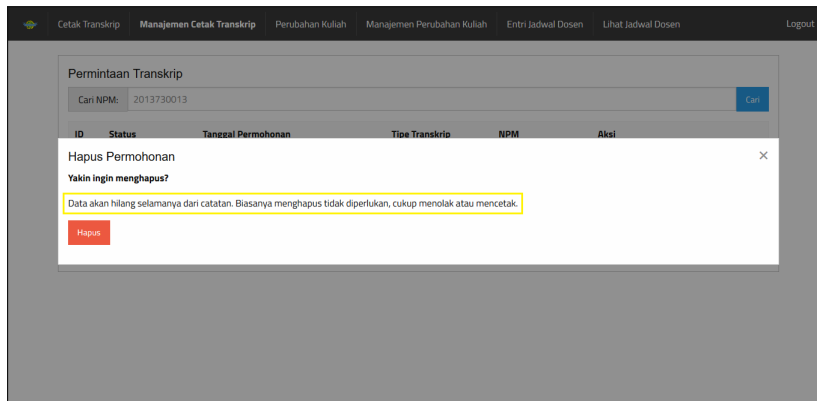 Cetak Transkrip Manajemen Cetak Transkrip Perubahan Kuliah Manajemen Perubahan Kuliah Entri Jadwal Dosen Lihat Jadwal Dosen Logout
Permintaan Transkrip
Cari NPM: 2013730013 Cari
ID Status Tanggal Permohonan Tipe Transkrip NPM Aksi
Hapus Permohonan ×
Yakin ingin menghapus?
Data akan hilang selamanya dari catatan. Biasanya menghapus tidak diperlukan, cukup menolak atau mencetak.
Hapus